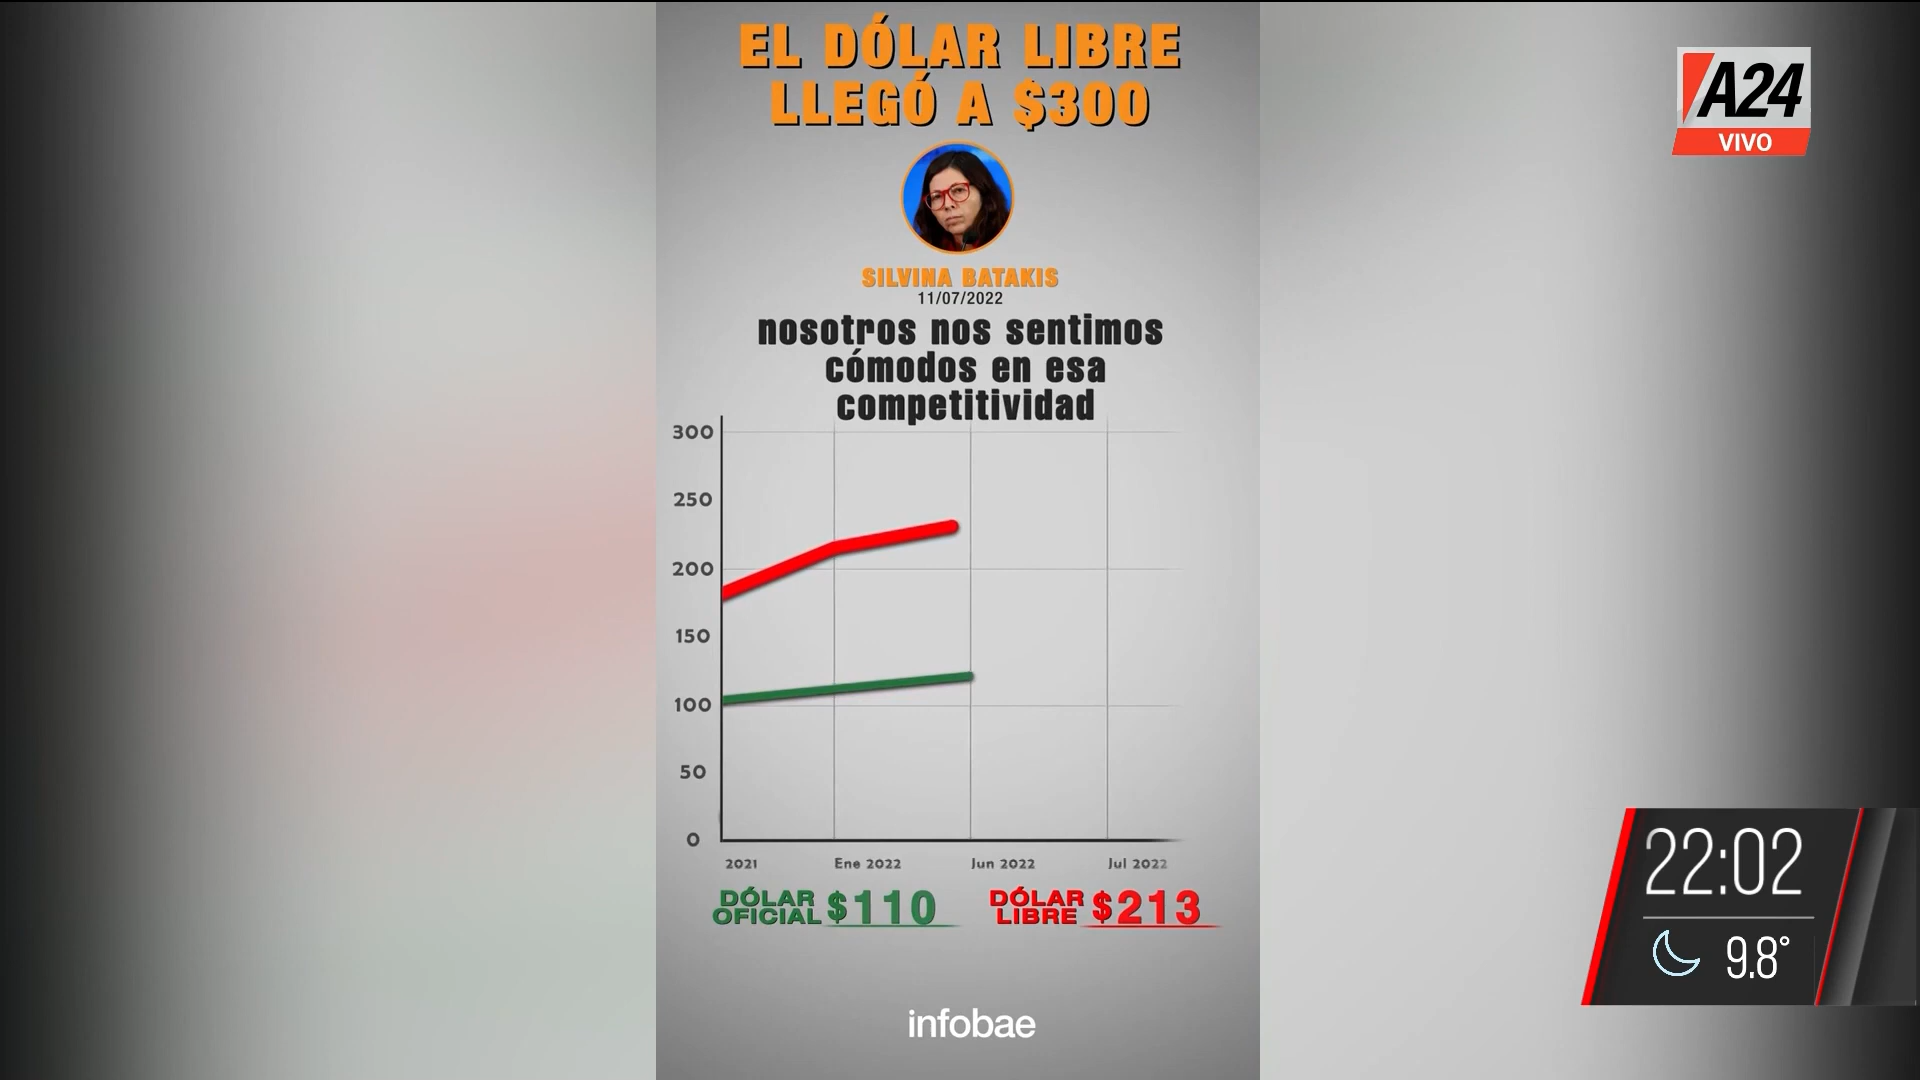 EL DÓLAR LIBRE
LLEGÓ A $300
A24
VIVO
SILVINA BATAKIS
11/07/2022
nosotros nos sentimos
cómodos en esa
competitividad
300
250
200
150
100
50
0
2021 Ene 2022 Jun 2022 Jul 2022
DÓLAR
OFICIAL $110
DÓLAR
LIBRE $213
infobae
22:02
9.8°